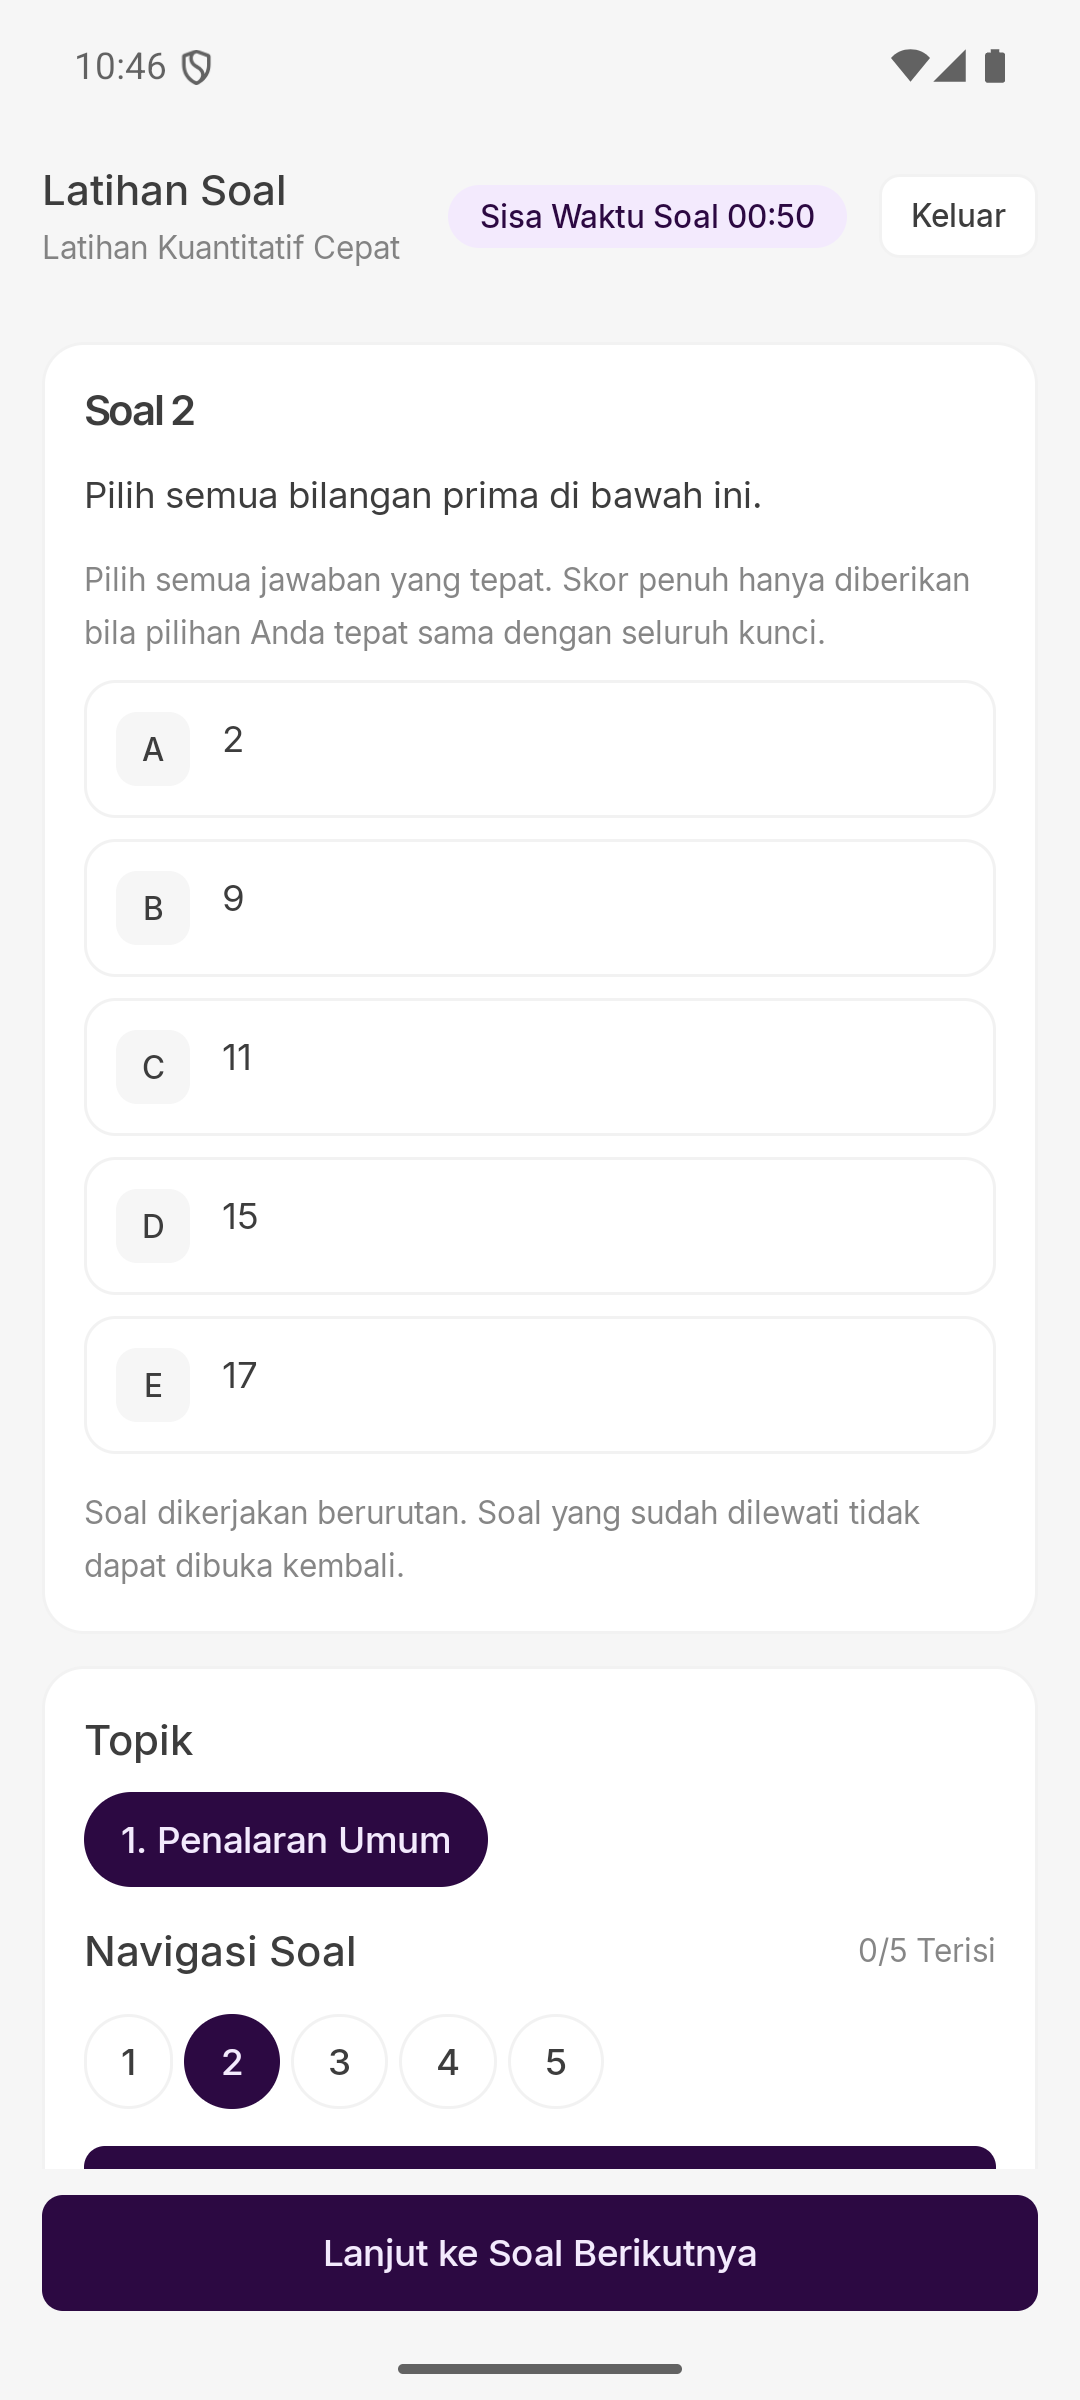 10:46
Latihan Soal
Latihan Kuantitatif Cepat
Sisa Waktu Soal 00:50
Keluar
Soal 2
Pilih semua bilangan prima di bawah ini.
Pilih semua jawaban yang tepat. Skor penuh hanya diberikan
bila pilihan Anda tepat sama dengan seluruh kunci.
A 2
B 9
C 11
D 15
E 17
Soal dikerjakan berurutan. Soal yang sudah dilewati tidak
dapat dibuka kembali.
Topik
1. Penalaran Umum
Navigasi Soal 0/5 Terisi
1 2 3 4 5
Lanjut ke Soal Berikutnya